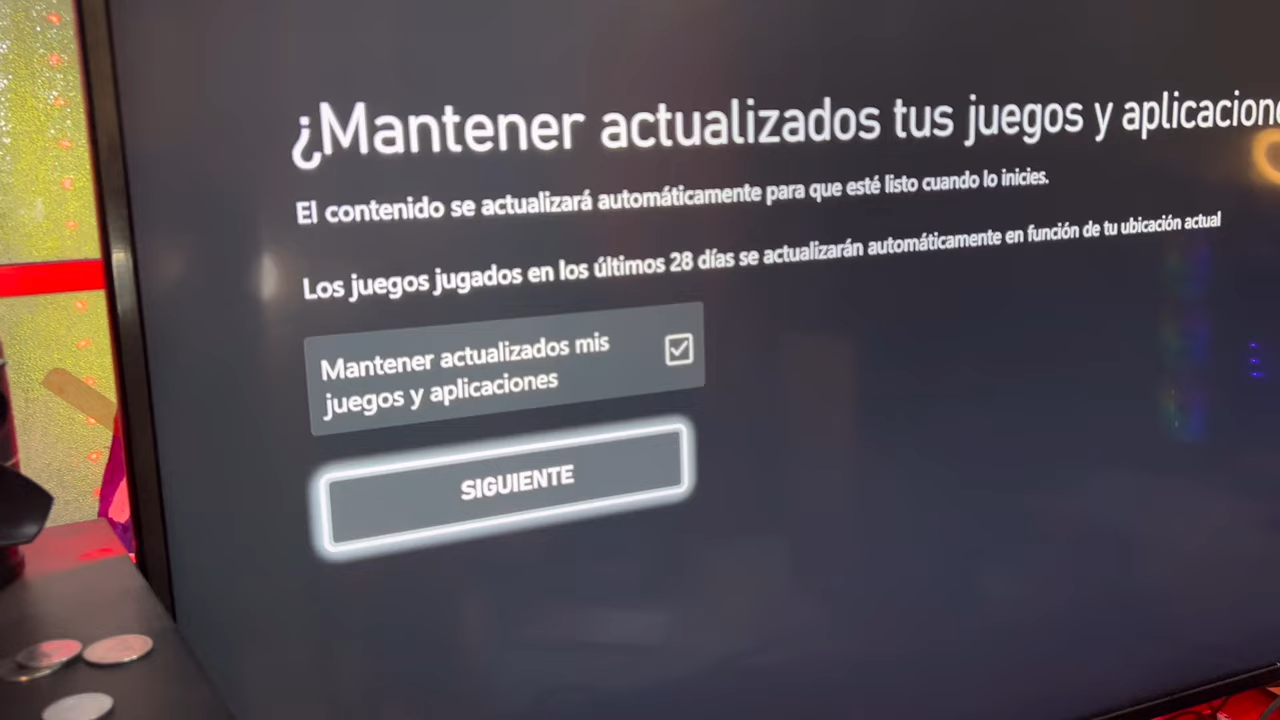 ¿Mantener actualizados tus juegos y
El contenido se actualizará automáticamente para que esté listo cuando lo inicies.
Los juegos jugados en los últimos 28 días se actualizarán automáticamente en función de tu ubicación actual
Mantener actualizados mis
juegos y aplicaciones
SIGUIENTE